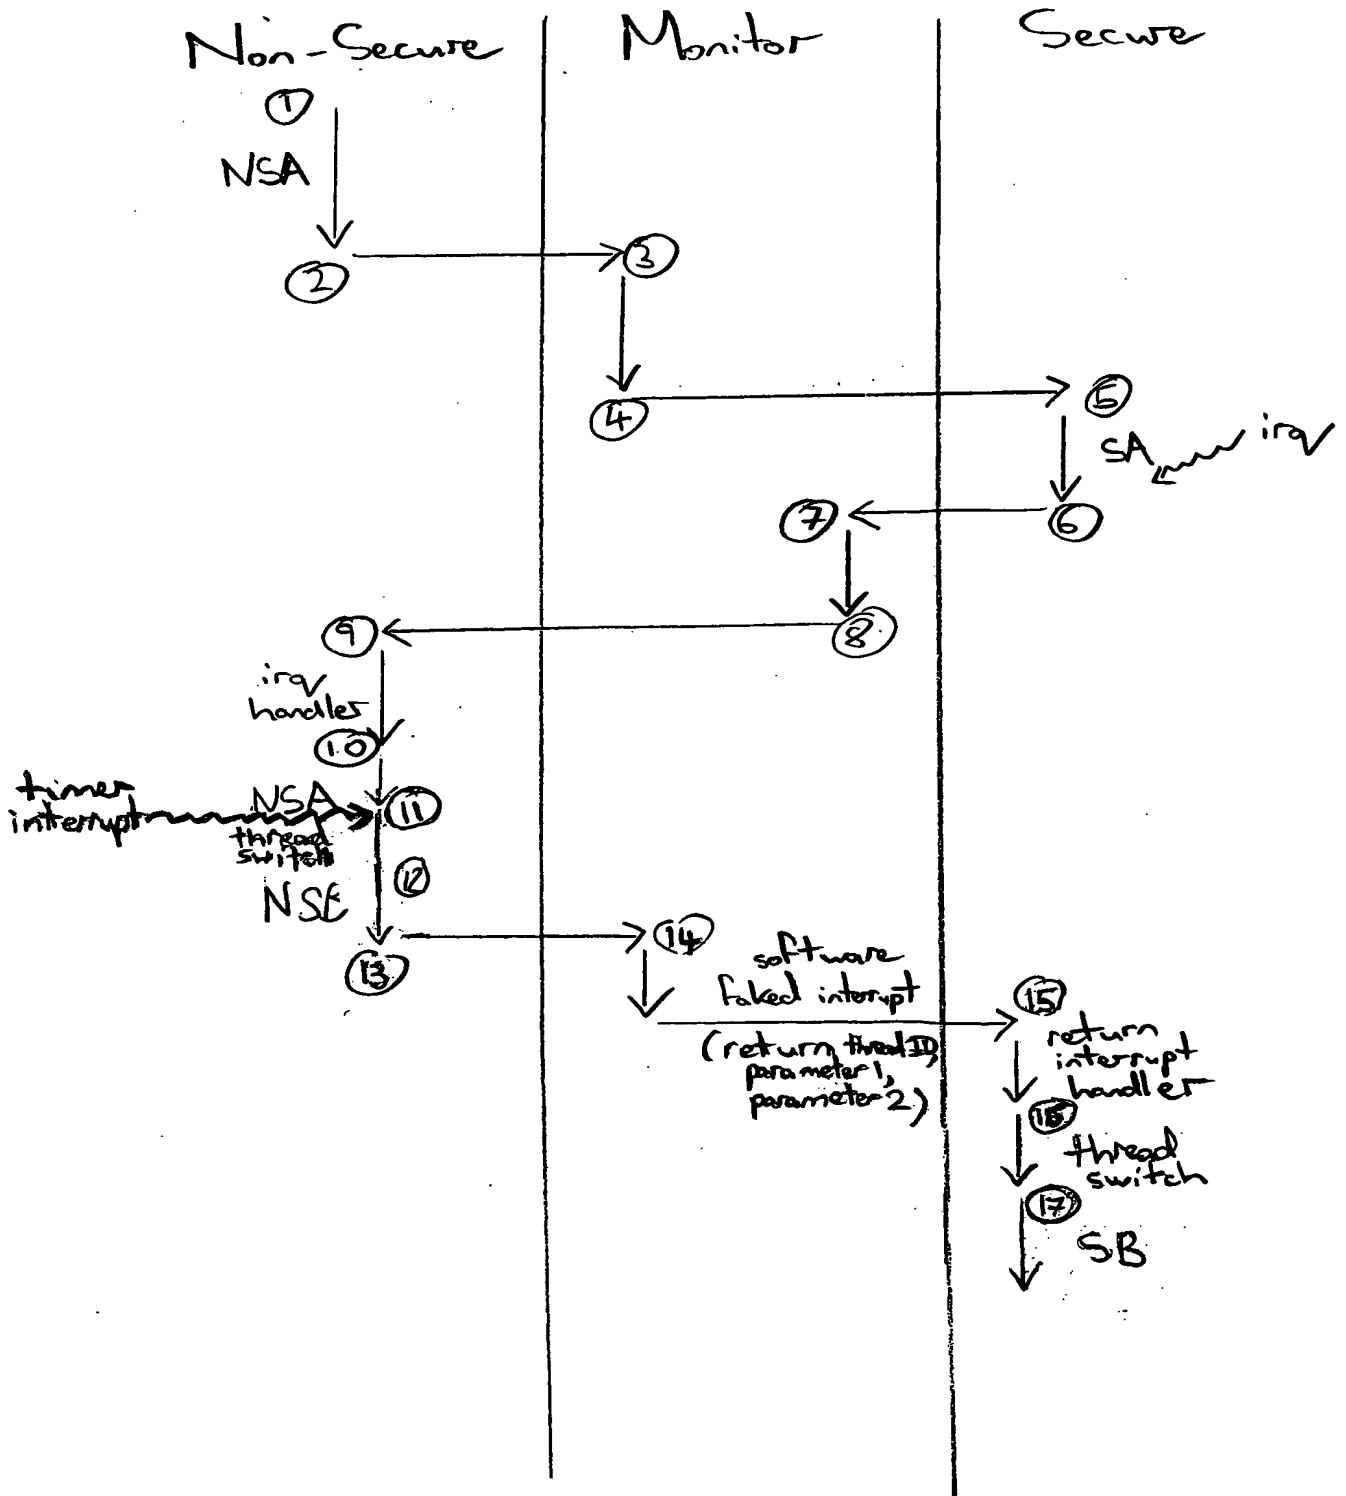 Non-Secure
Monitor
Secure
1
NSA
2
3
4
5
SA
irq
6
7
8
9
irq
handler
10
timer
interrupt
NSA
11
thread
switch
12
NSE
13
14
software
faked interrupt
(return, thread ID,
parameter 1,
parameter 2)
15
return
interrupt
handler
16
thread
switch
17
SB